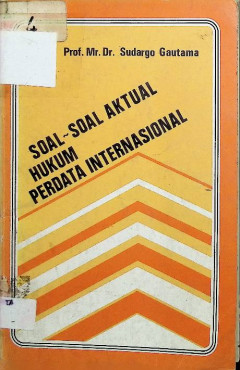 Prof. Mr. Dr. Sudargo Gautama
SOAL-SOAL AKTUAL
HUKUM
PERDATA INTERNASIONAL